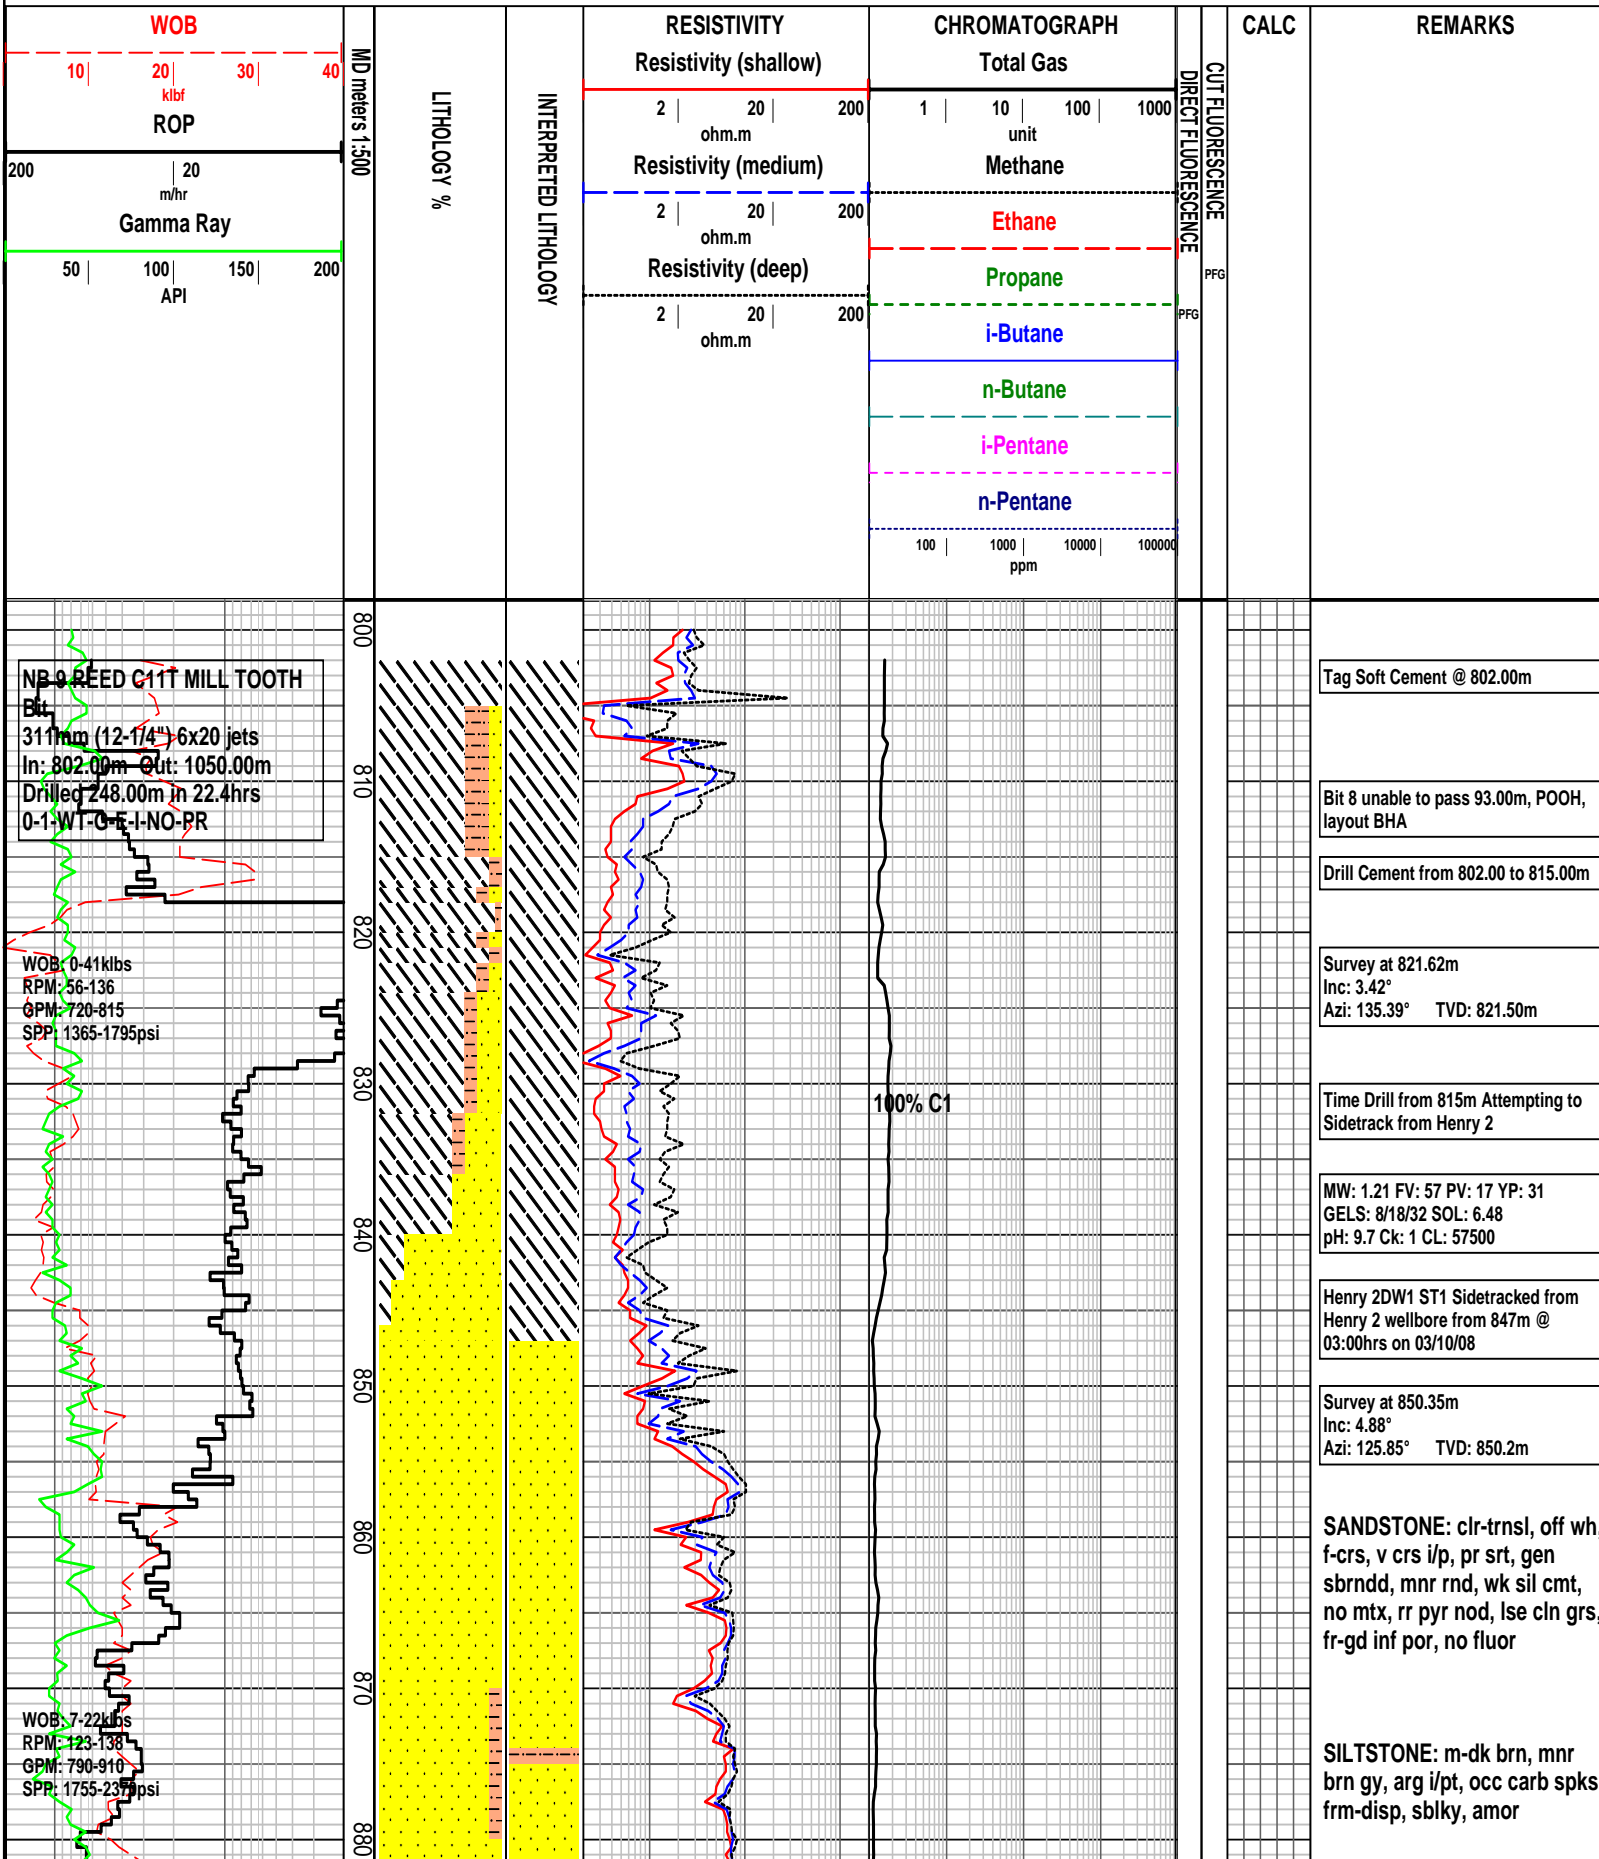 WOB
10 20 30 40
klbf
ROP
200 20
m/hr
Gamma Ray
50 100 150 200
API
MD meters 1:500
LITHOLOGY %
INTERPRETED LITHOLOGY
RESISTIVITY
Resistivity (shallow)
2 20 200
ohm.m
Resistivity (medium)
2 20 200
ohm.m
Resistivity (deep)
2 20 200
ohm.m
CHROMATOGRAPH
Total Gas
1 10 100 1000
unit
Methane
Ethane
Propane
i-Butane
n-Butane
i-Pentane
n-Pentane
100 1000 10000 100000
ppm
DIRECT FLUORESCENCE
PFG
CUT FLUORESCENCE
PFG
CALC
REMARKS
NB 9 REED C11T MILL TOOTH
Bit
311mm (12-1/4") 6x20 jets
In: 802.00m Out: 1050.00m
Drilled 248.00m in 22.4hrs
0-1-WT-G-E-I-NO-PR
WOB: 0-41klbs
RPM: 56-136
GPM: 720-815
SPP: 1365-1795psi
WOB: 7-22klbs
RPM: 123-138
GPM: 790-910
SPP: 1755-2379psi
800
810
820
830
840
850
860
870
880
100% C1
Tag Soft Cement @ 802.00m
Bit 8 unable to pass 93.00m, POOH,
layout BHA
Drill Cement from 802.00 to 815.00m
Survey at 821.62m
Inc: 3.42°
Azi: 135.39° TVD: 821.50m
Time Drill from 815m Attempting to
Sidetrack from Henry 2
MW: 1.21 FV: 57 PV: 17 YP: 31
GELS: 8/18/32 SOL: 6.48
pH: 9.7 Ck: 1 CL: 57500
Henry 2DW1 ST1 Sidetracked from
Henry 2 wellbore from 847m @
03:00hrs on 03/10/08
Survey at 850.35m
Inc: 4.88°
Azi: 125.85° TVD: 850.2m
SANDSTONE: clr-trnsl, off wh,
f-crs, v crs i/p, pr srt, gen
sbrndd, mnr rnd, wk sil cmt,
no mtx, rr pyr nod, lse cln grs,
fr-gd inf por, no fluor
SILTSTONE: m-dk brn, mnr
brn gy, arg i/pt, occ carb spks
frm-disp, sblky, amor